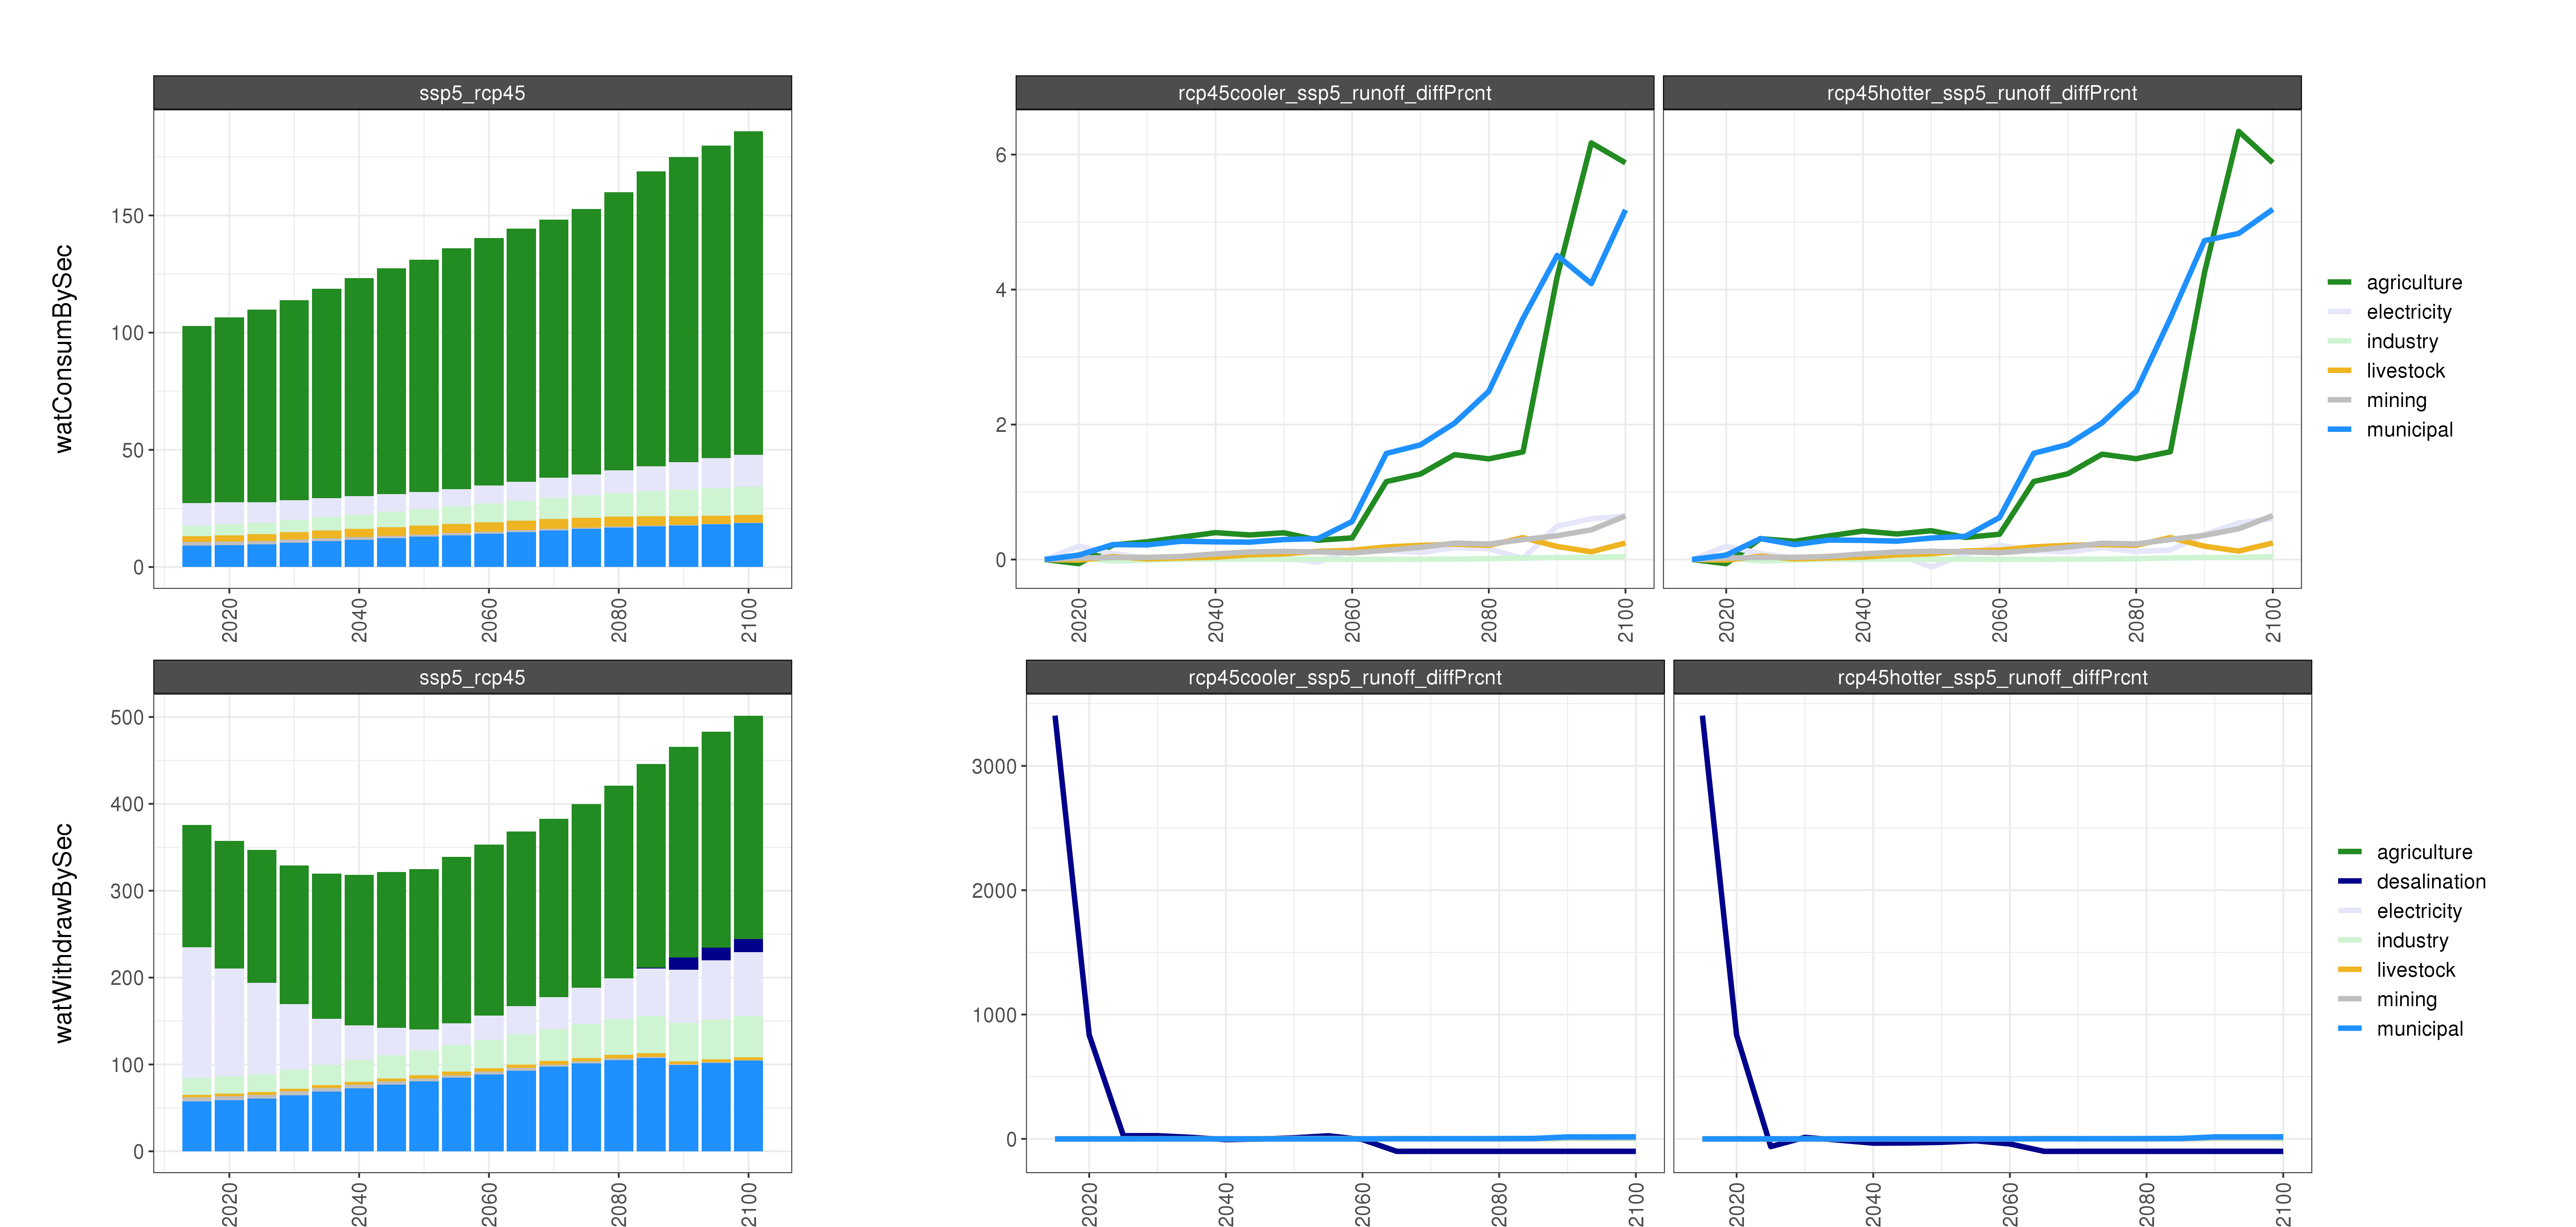 ssp5_rcp45
rcp45cooler_ssp5_runoff_diffPrcnt
rcp45hotter_ssp5_runoff_diffPrcnt
watConsumBySec
150
100
50
0
6
4
2
0
2020 2040 2060 2080 2100
2020 2040 2060 2080 2100
2020 2040 2060 2080 2100
agriculture
electricity
industry
livestock
mining
municipal
ssp5_rcp45
rcp45cooler_ssp5_runoff_diffPrcnt
rcp45hotter_ssp5_runoff_diffPrcnt
watWithdrawBySec
500
400
300
200
100
0
3000
2000
1000
0
2020 2040 2060 2080 2100
2020 2040 2060 2080 2100
2020 2040 2060 2080 2100
agriculture
desalination
electricity
industry
livestock
mining
municipal